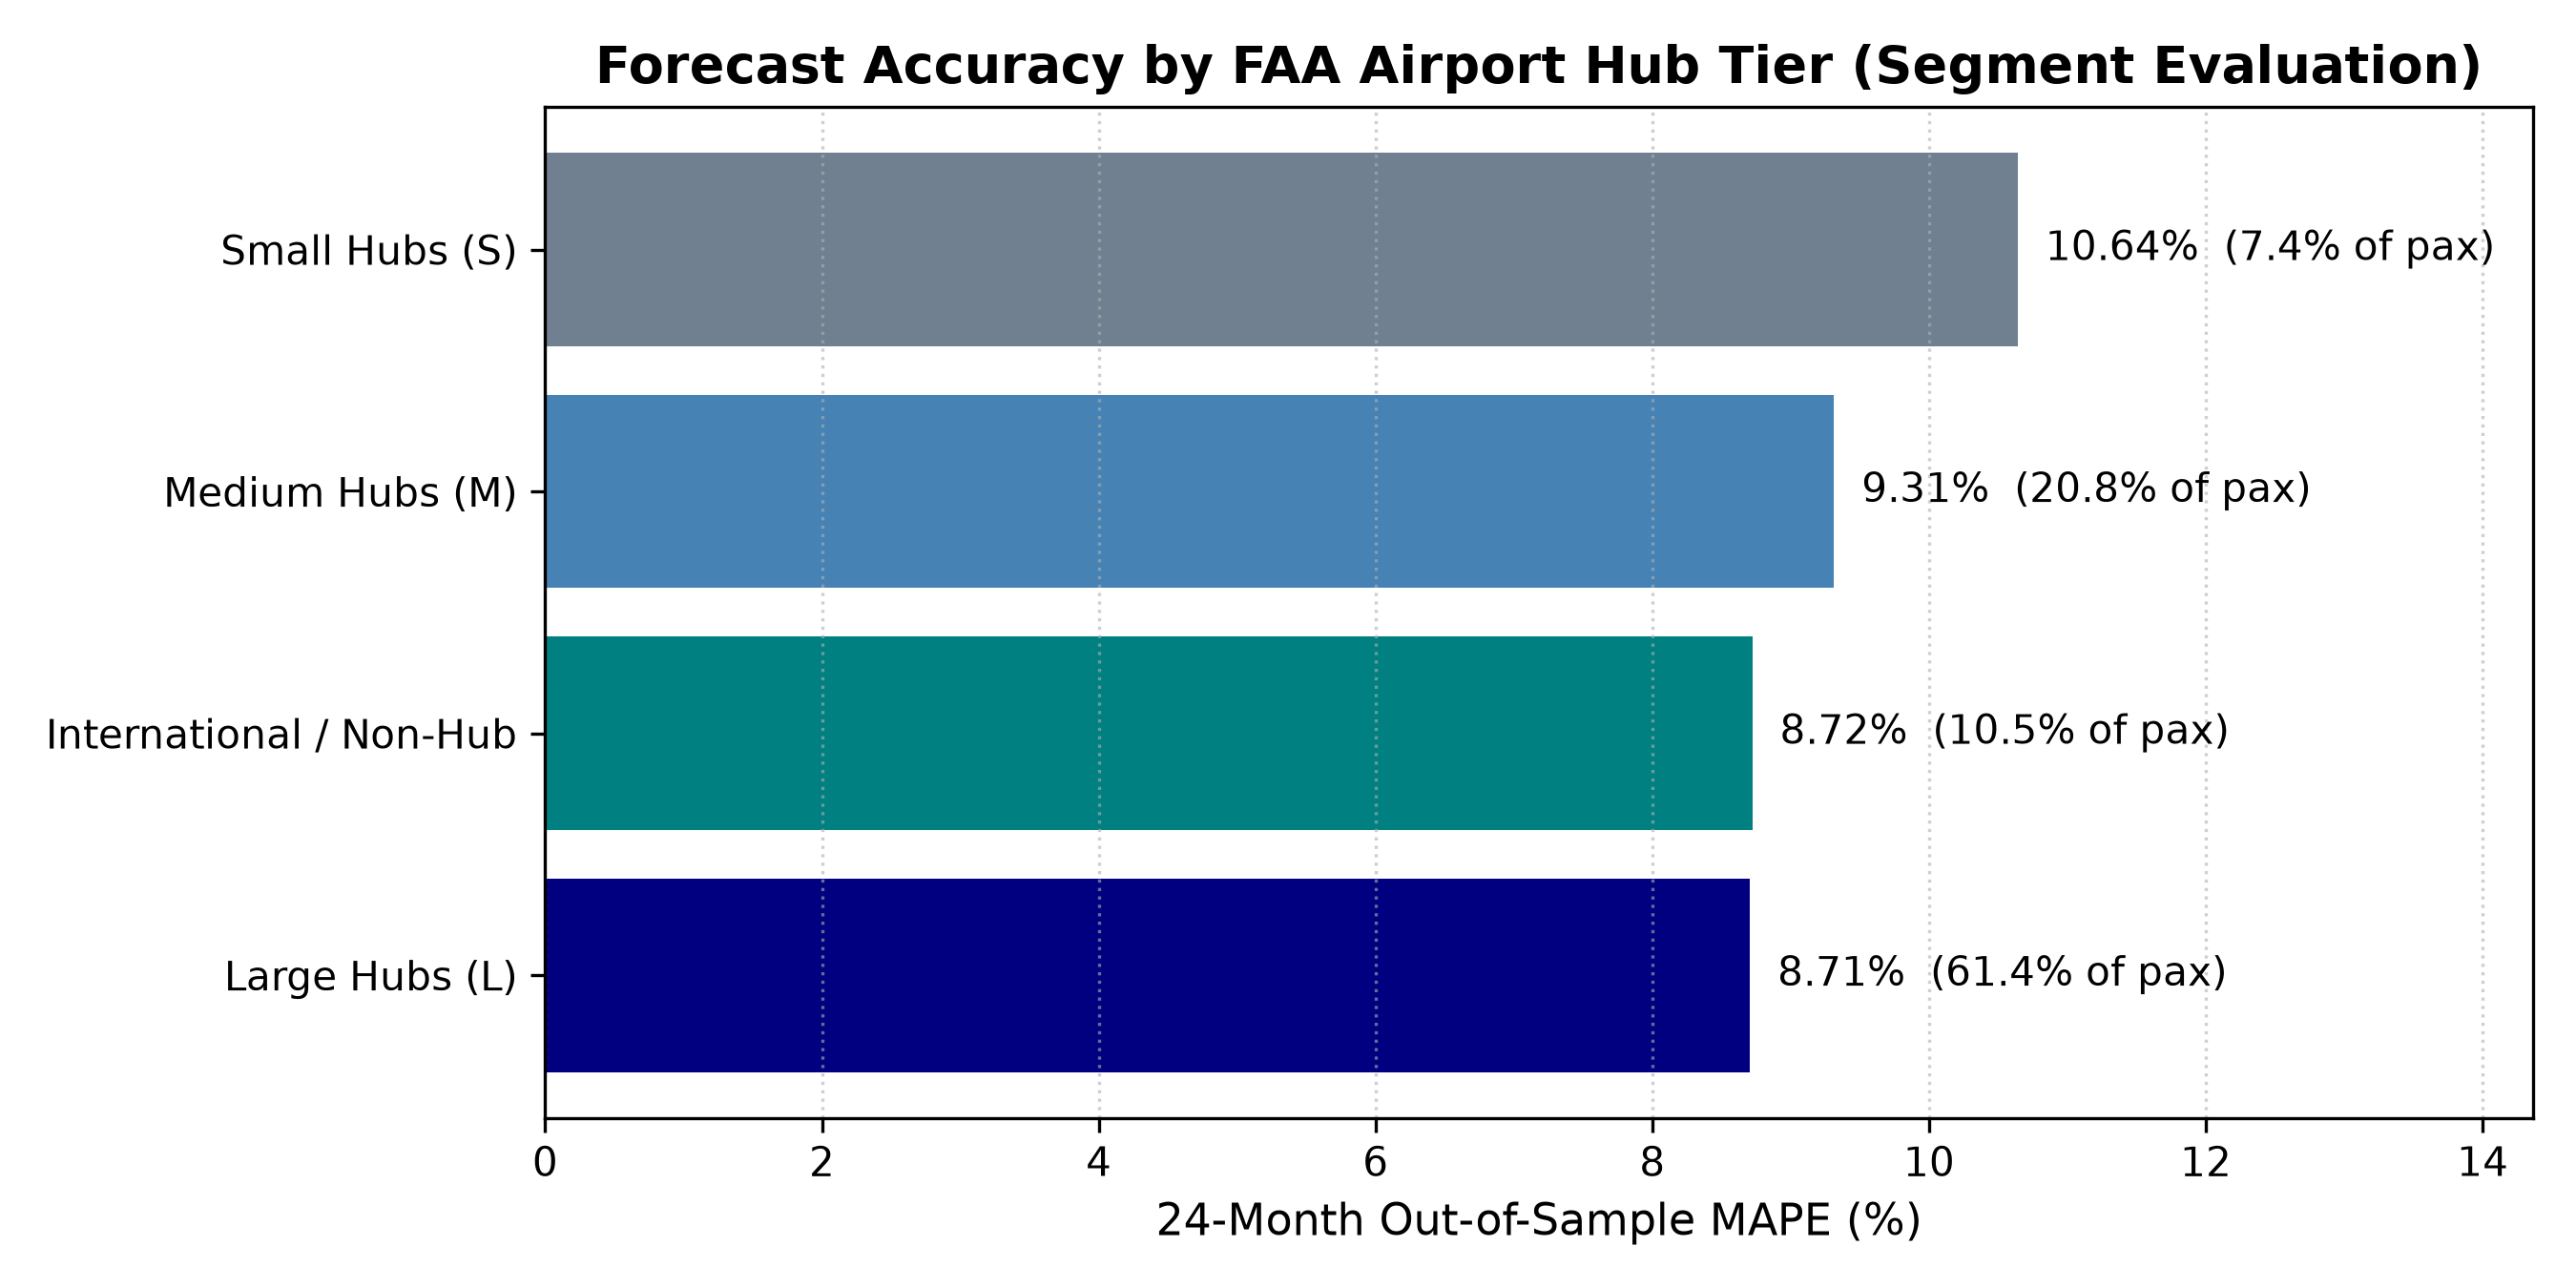 Forecast Accuracy by FAA Airport Hub Tier (Segment Evaluation)
Small Hubs (S)
10.64%  (7.4% of pax)
Medium Hubs (M)
9.31%  (20.8% of pax)
International / Non-Hub
8.72%  (10.5% of pax)
Large Hubs (L)
8.71%  (61.4% of pax)
0 2 4 6 8 10 12 14
24-Month Out-of-Sample MAPE (%)